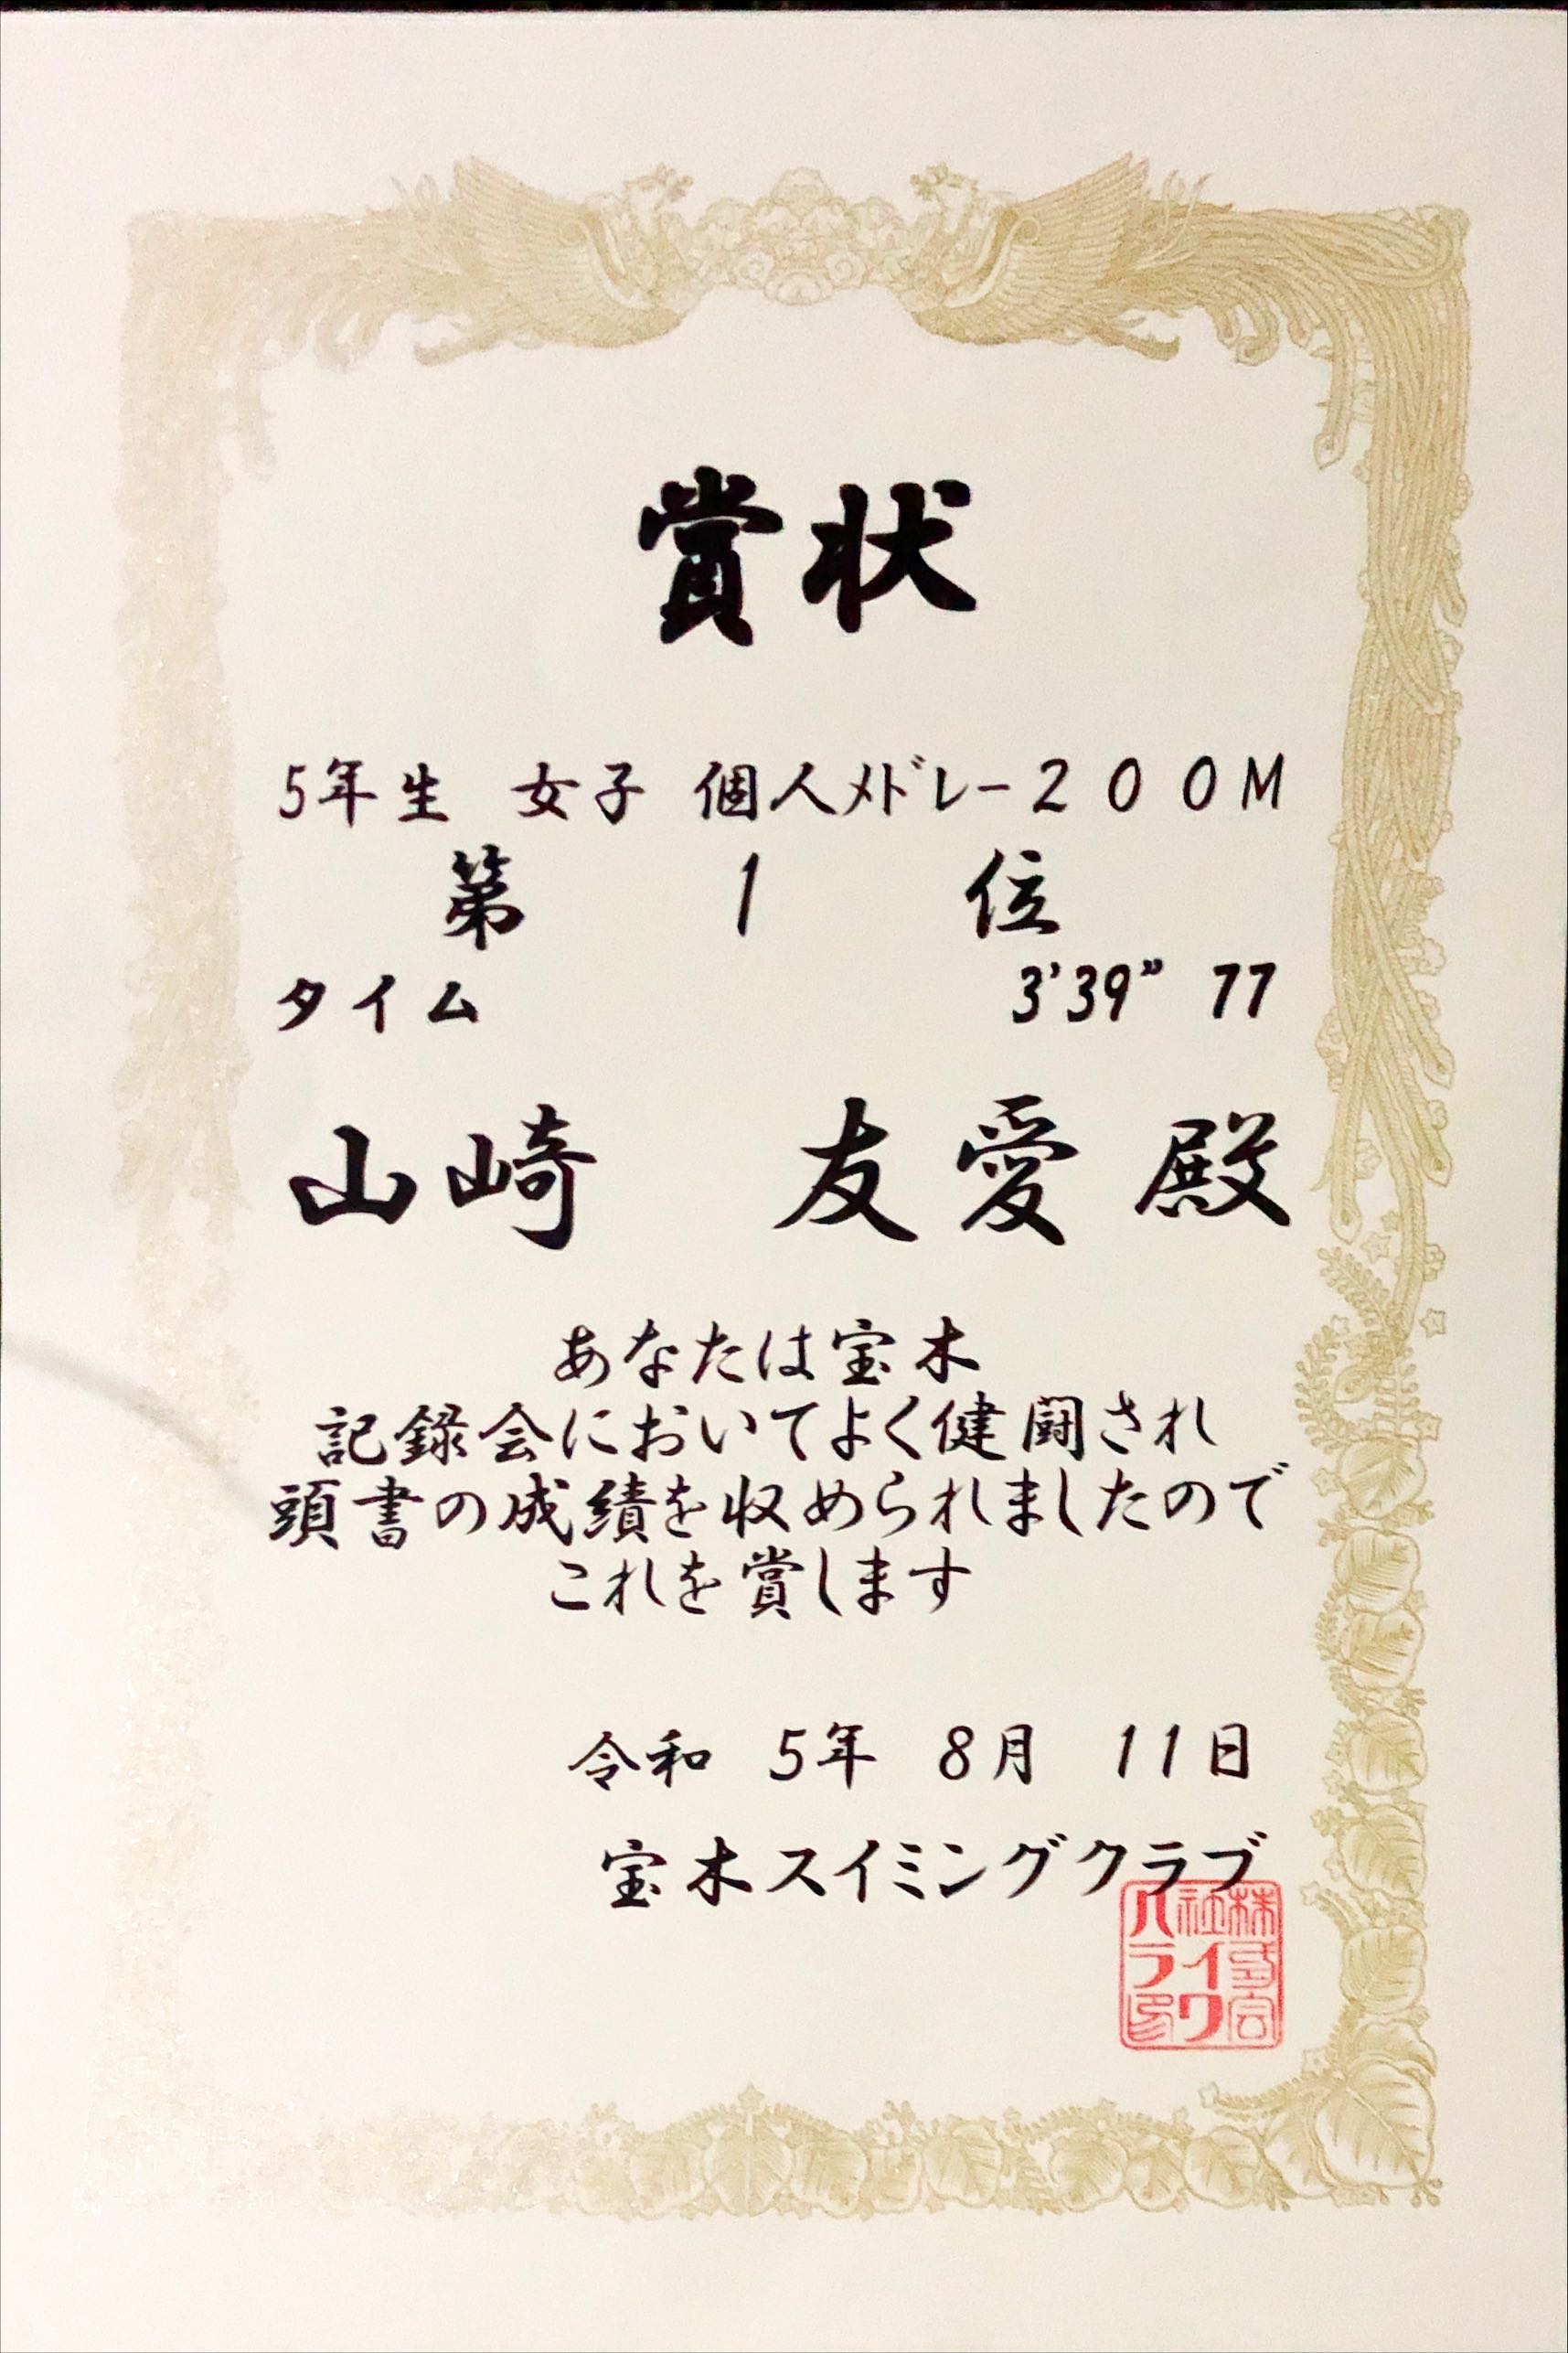 賞状
5年生 女子 個人メドレー200M
第 1 位
タイム 3'39" 77
山崎 友愛 殿
あなたは宝木
記録会においてよく健闘され
頭書の成績を収められましたので
これを賞します
令和 5年 8月 11日
宝木スイミングクラブ
株式会
社イワ
ハラ印